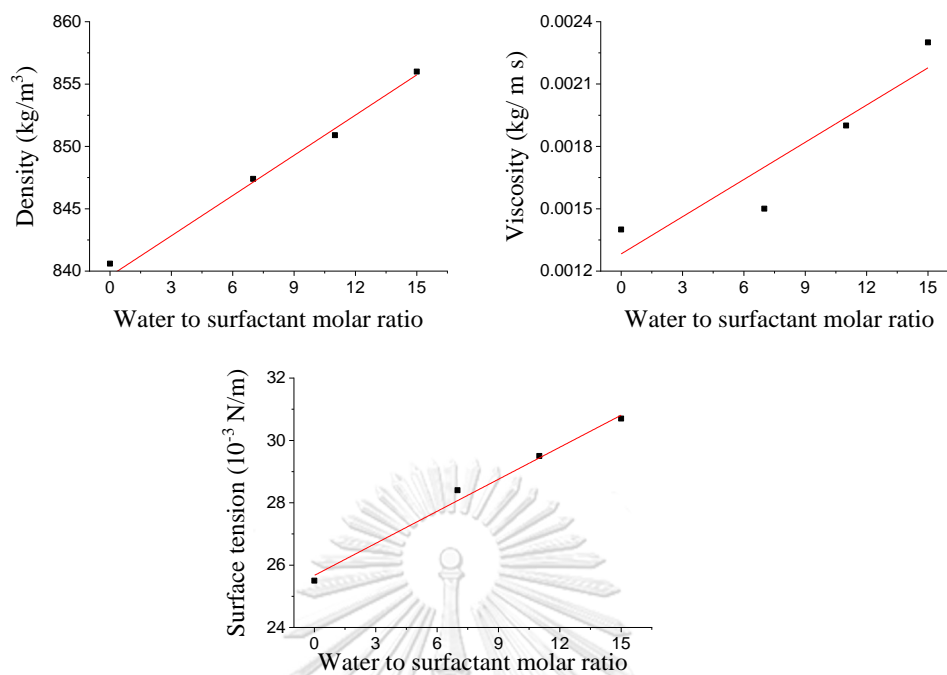 860
855
850
845
840
Density (kg/m³)
0 3 6 9 12 15
Water to surfactant molar ratio
0.0024
0.0021
0.0018
0.0015
0.0012
Viscosity (kg/ m s)
0 3 6 9 12 15
Water to surfactant molar ratio
32
30
28
26
24
Surface tension (10⁻³ N/m)
0 3 6 9 12 15
Water to surfactant molar ratio